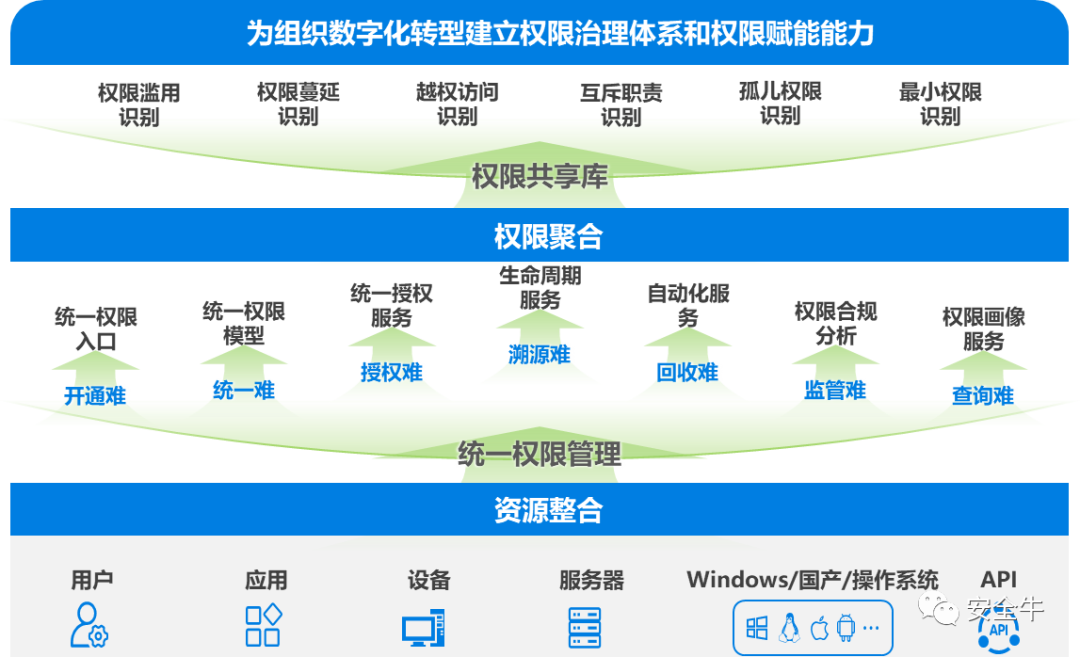 为组织数字化转型建立权限治理体系和权限赋能能力
权限滥用
识别
权限蔓延
识别
越权访问
识别
互斥职责
识别
孤儿权限
识别
最小权限
识别
权限共享库
权限聚合
统一权限
入口
统一权限
模型
统一授权
服务
生命周期
服务
自动化服
务
权限合规
分析
权限画像
服务
开通难
统一难
授权难
溯源难
回收难
监管难
查询难
统一权限管理
资源整合
用户
应用
设备
服务器
Windows/国产/操作系统
API
安全牛
API